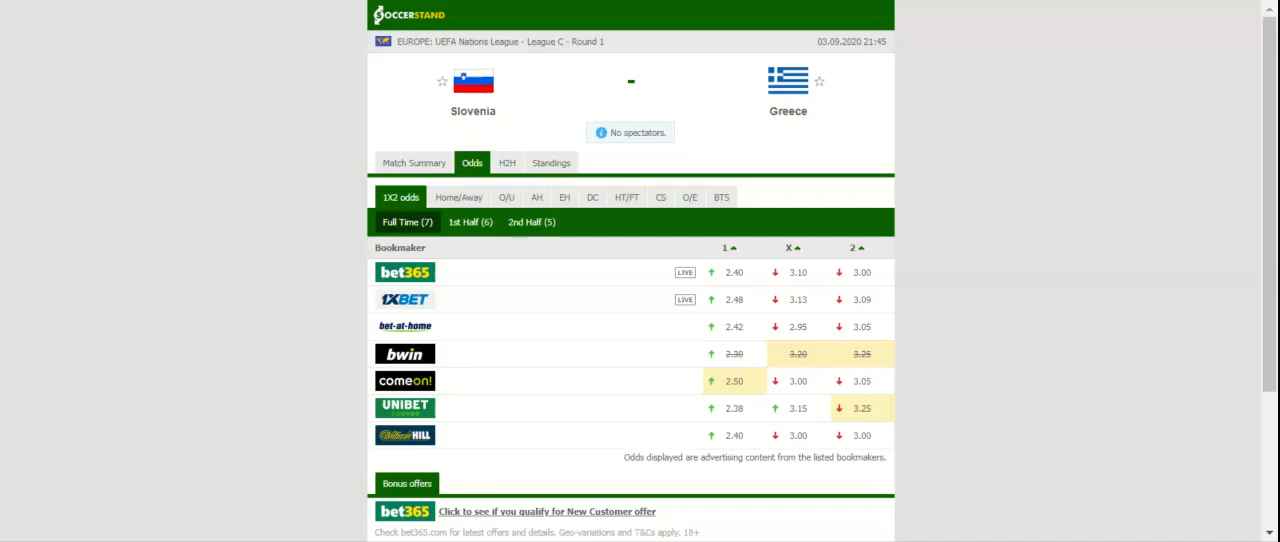 SOCCERSTAND
EUROPE: UEFA Nations League - League C - Round 1 03.09.2020 21:45
-
Slovenia Greece
No spectators.
Match Summary Odds H2H Standings
1X2 odds Home/Away O/U AH EH DC HT/FT CS O/E BTS
Full Time (7) 1st Half (6) 2nd Half (5)
Bookmaker 1 X 2
bet365 LIVE 2.40 3.10 3.00
1XBET LIVE 2.48 3.13 3.09
bet-at-home 2.42 2.95 3.05
bwin 2.30 3.20 3.25
comeon! 2.50 3.00 3.05
UNIBET 2.38 3.15 3.25
William HILL 2.40 3.00 3.00
Odds displayed are advertising content from the listed bookmakers.
Bonus offers
bet365 Click to see if you qualify for New Customer offer
Check bet365.com for latest offers and details. Geo-variations and T&Cs apply. 18+